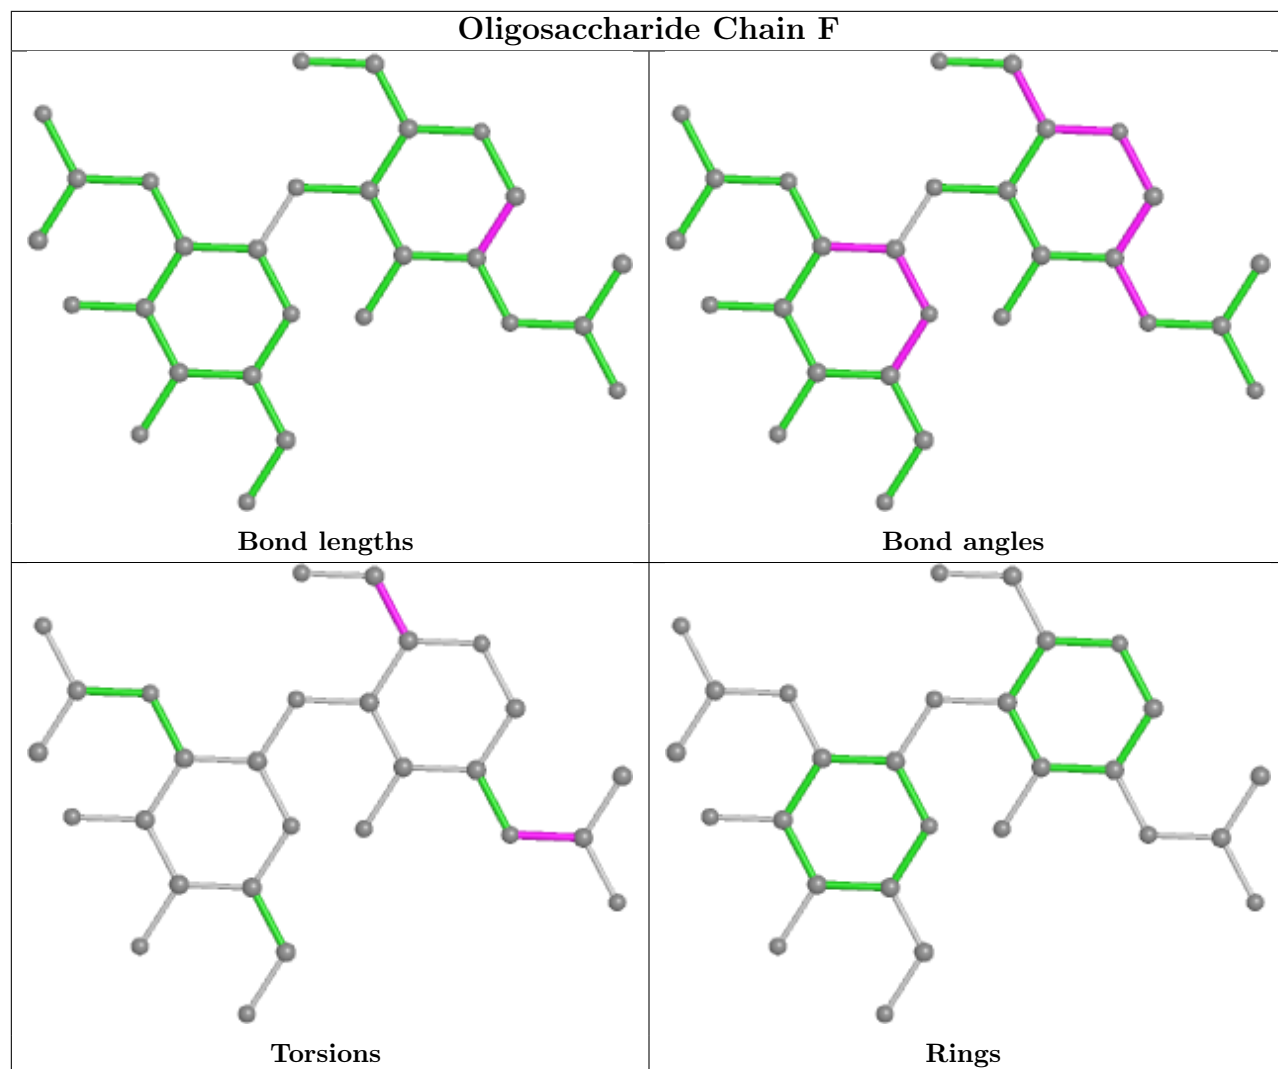 Oligosaccharide Chain F
Bond lengths
Bond angles
Torsions
Rings